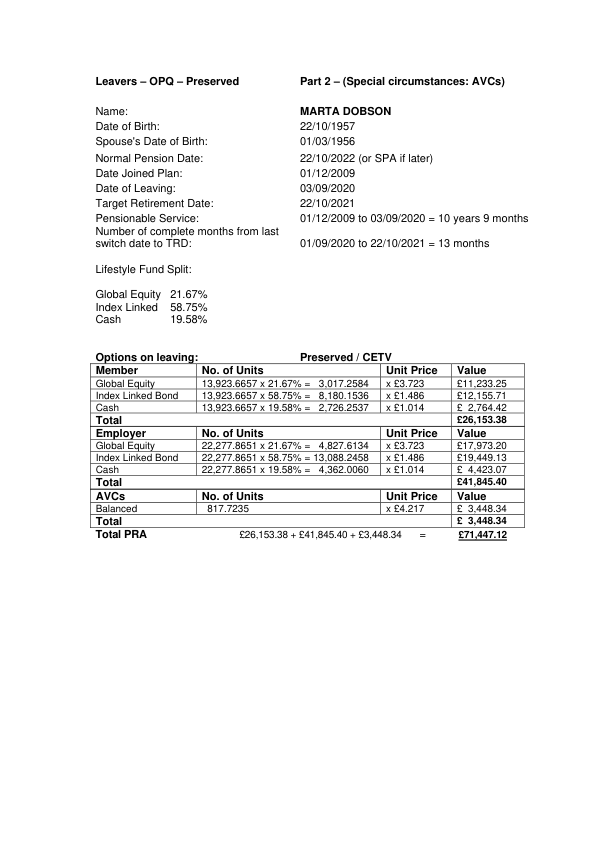 Leavers – OPQ – Preserved Part 2 – (Special circumstances: AVCs)
Name: MARTA DOBSON
Date of Birth: 22/10/1957
Spouse's Date of Birth: 01/03/1956
Normal Pension Date: 22/10/2022 (or SPA if later)
Date Joined Plan: 01/12/2009
Date of Leaving: 03/09/2020
Target Retirement Date: 22/10/2021
Pensionable Service: 01/12/2009 to 03/09/2020 = 10 years 9 months
Number of complete months from last
switch date to TRD: 01/09/2020 to 22/10/2021 = 13 months
Lifestyle Fund Split:
Global Equity 21.67%
Index Linked 58.75%
Cash 19.58%
Options on leaving: Preserved / CETV
Member No. of Units Unit Price Value
Global Equity 13,923.6657 x 21.67% = 3,017.2584 x £3.723 £11,233.25
Index Linked Bond 13,923.6657 x 58.75% = 8,180.1536 x £1.486 £12,155.71
Cash 13,923.6657 x 19.58% = 2,726.2537 x £1.014 £ 2,764.42
Total £26,153.38
Employer No. of Units Unit Price Value
Global Equity 22,277.8651 x 21.67% = 4,827.6134 x £3.723 £17,973.20
Index Linked Bond 22,277.8651 x 58.75% = 13,088.2458 x £1.486 £19,449.13
Cash 22,277.8651 x 19.58% = 4,362.0060 x £1.014 £ 4,423.07
Total £41,845.40
AVCs No. of Units Unit Price Value
Balanced 817.7235 x £4.217 £ 3,448.34
Total £ 3,448.34
Total PRA £26,153.38 + £41,845.40 + £3,448.34 = £71,447.12